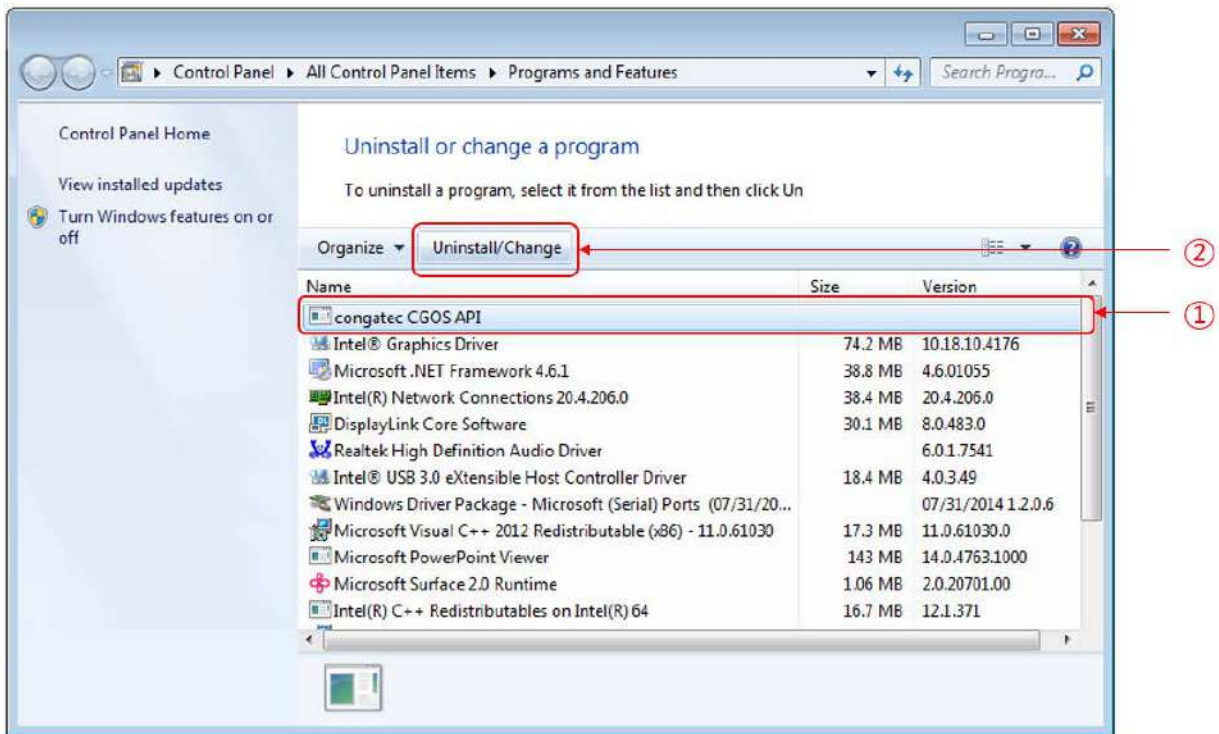 Control Panel ▸ All Control Panel Items ▸ Programs and Features
Search Progra...
Control Panel Home
View installed updates
Turn Windows features on or
off
Uninstall or change a program
To uninstall a program, select it from the list and then click Un
Organize Uninstall/Change
②
Name Size Version
①
congatec CGOS API
Intel® Graphics Driver 74.2 MB 10.18.10.4176
Microsoft .NET Framework 4.6.1 38.8 MB 4.6.01055
Intel(R) Network Connections 20.4.206.0 38.4 MB 20.4.206.0
DisplayLink Core Software 30.1 MB 8.0.483.0
Realtek High Definition Audio Driver 6.0.1.7541
Intel® USB 3.0 eXtensible Host Controller Driver 18.4 MB 4.0.3.49
Windows Driver Package - Microsoft (Serial) Ports (07/31/20... 07/31/2014 1.2.0.6
Microsoft Visual C++ 2012 Redistributable (x86) - 11.0.61030 17.3 MB 11.0.61030.0
Microsoft PowerPoint Viewer 143 MB 14.0.4763.1000
Microsoft Surface 2.0 Runtime 1.06 MB 2.0.20701.00
Intel(R) C++ Redistributables on Intel(R) 64 16.7 MB 12.1.371